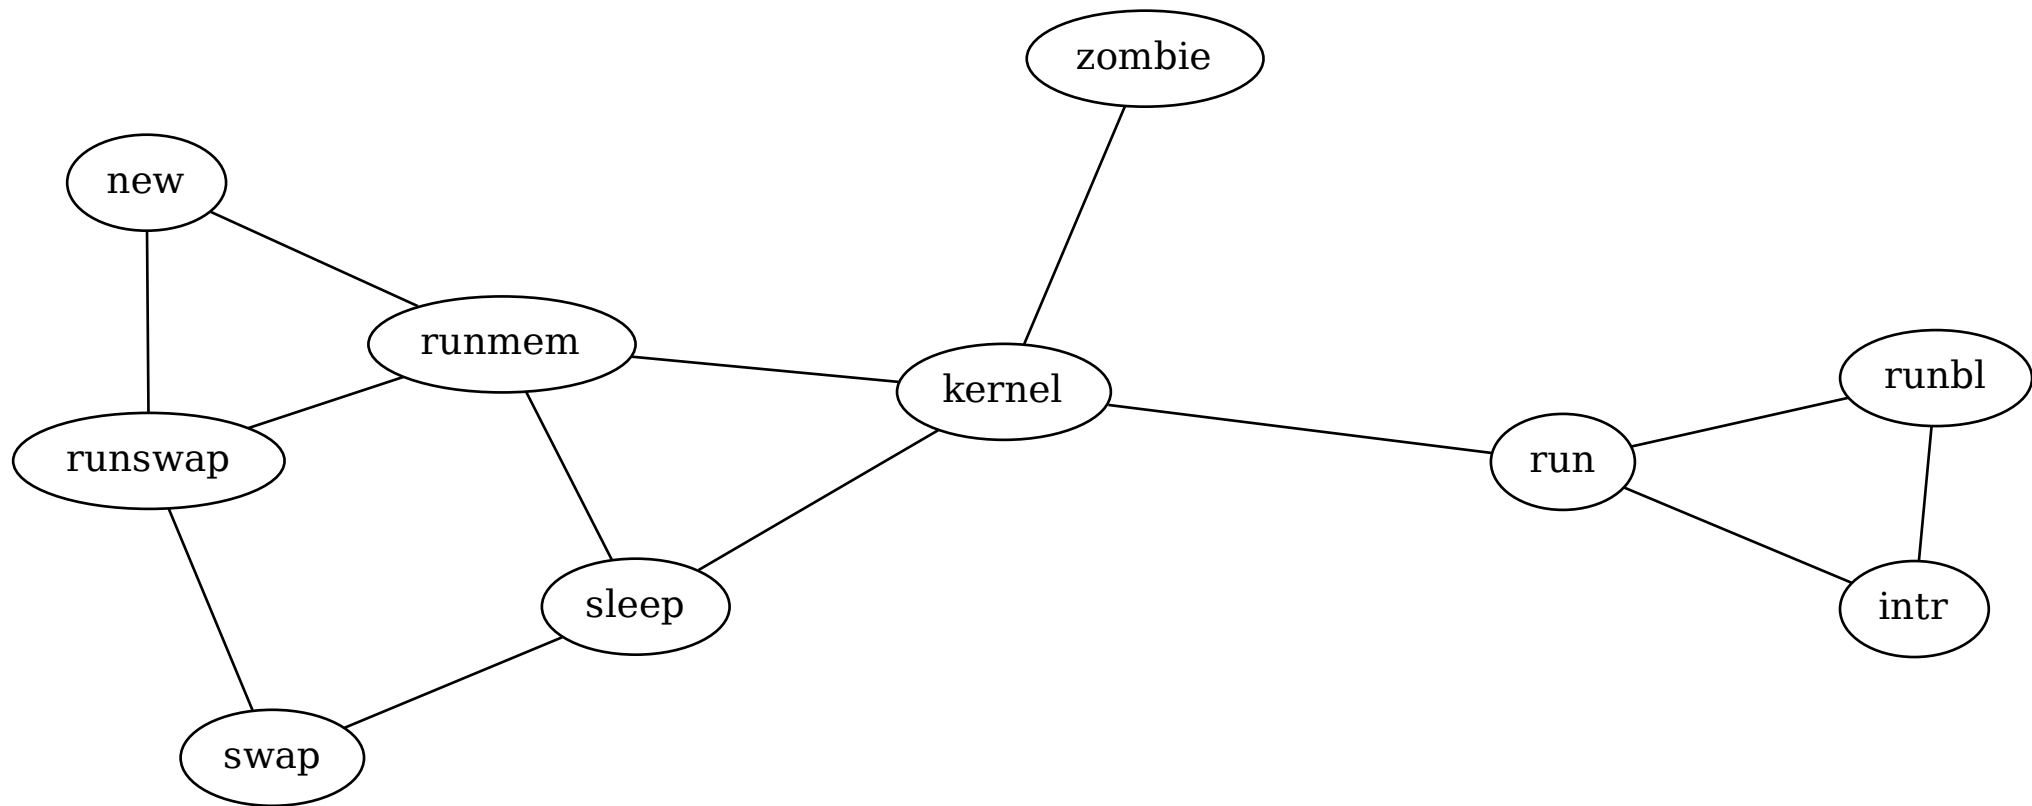 zombie
new
runmem
kernel
runbl
runswap
run
sleep
intr
swap